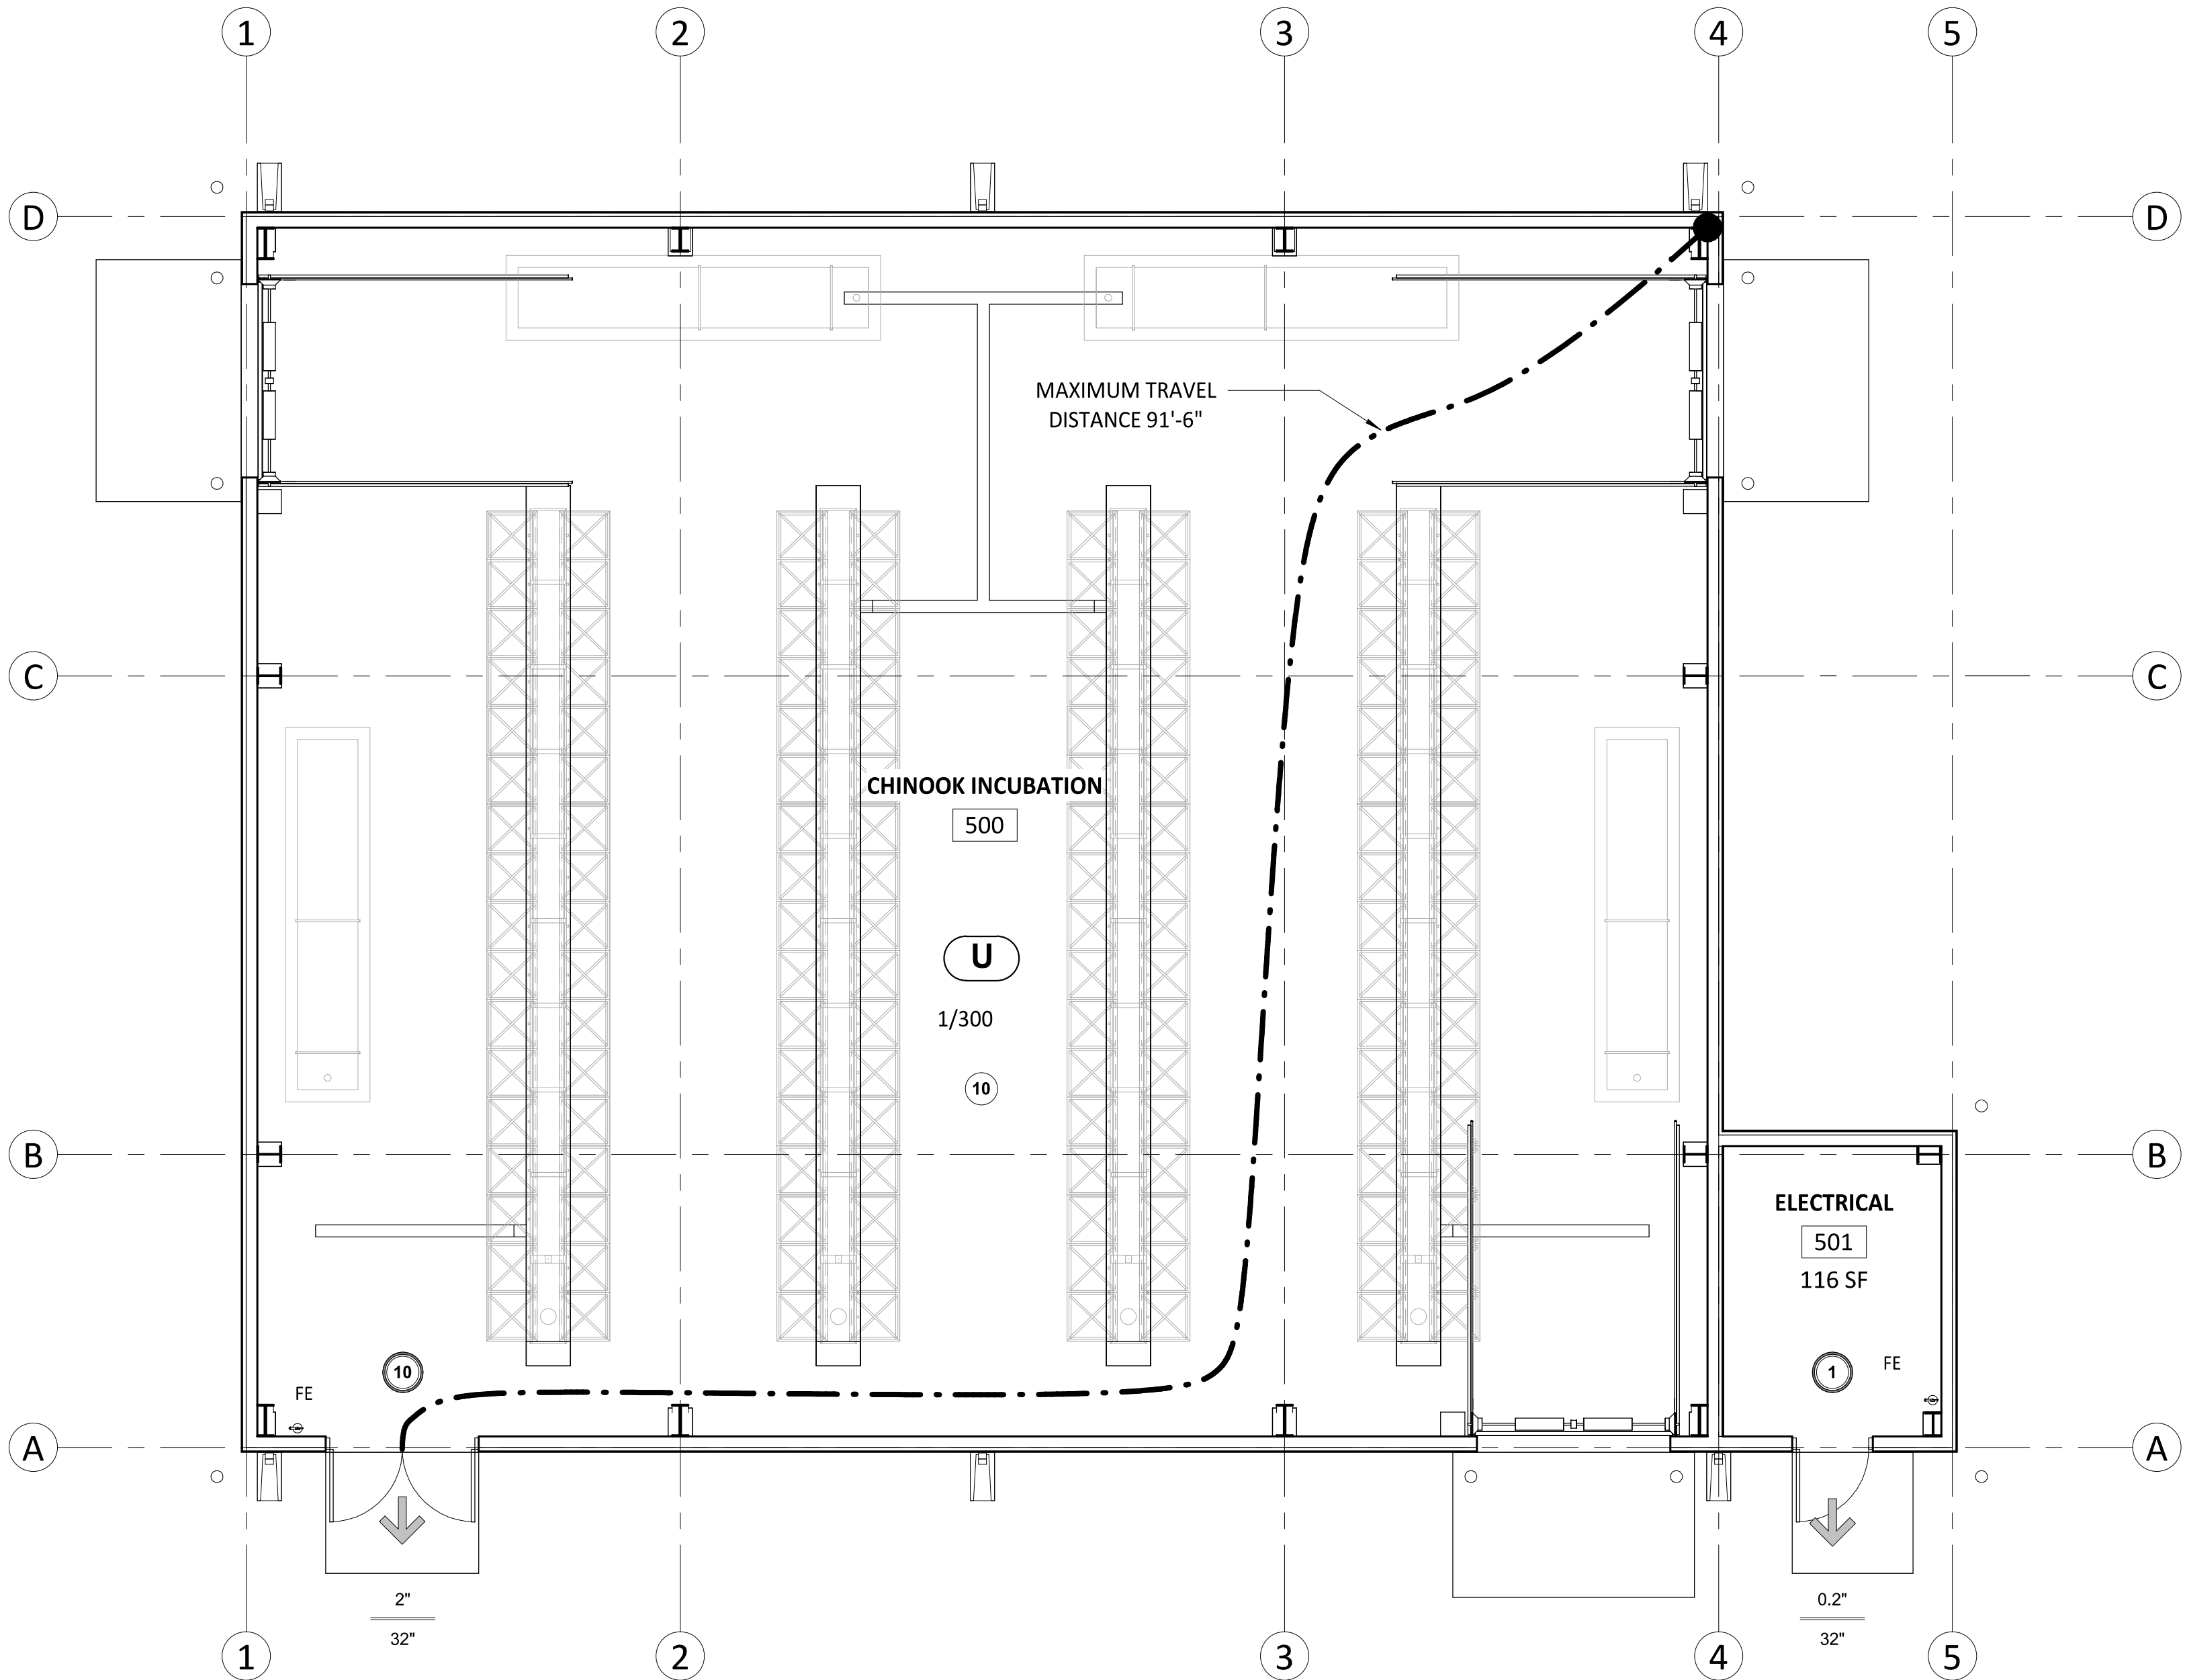 1 2 3 4 5
D D
MAXIMUM TRAVEL
DISTANCE 91'-6"
C C
CHINOOK INCUBATION
500
U
1/300
10
B B
ELECTRICAL
501
116 SF
10
FE
1
FE
A A
2"
32"
0.2"
32"
1 2 3 4 5